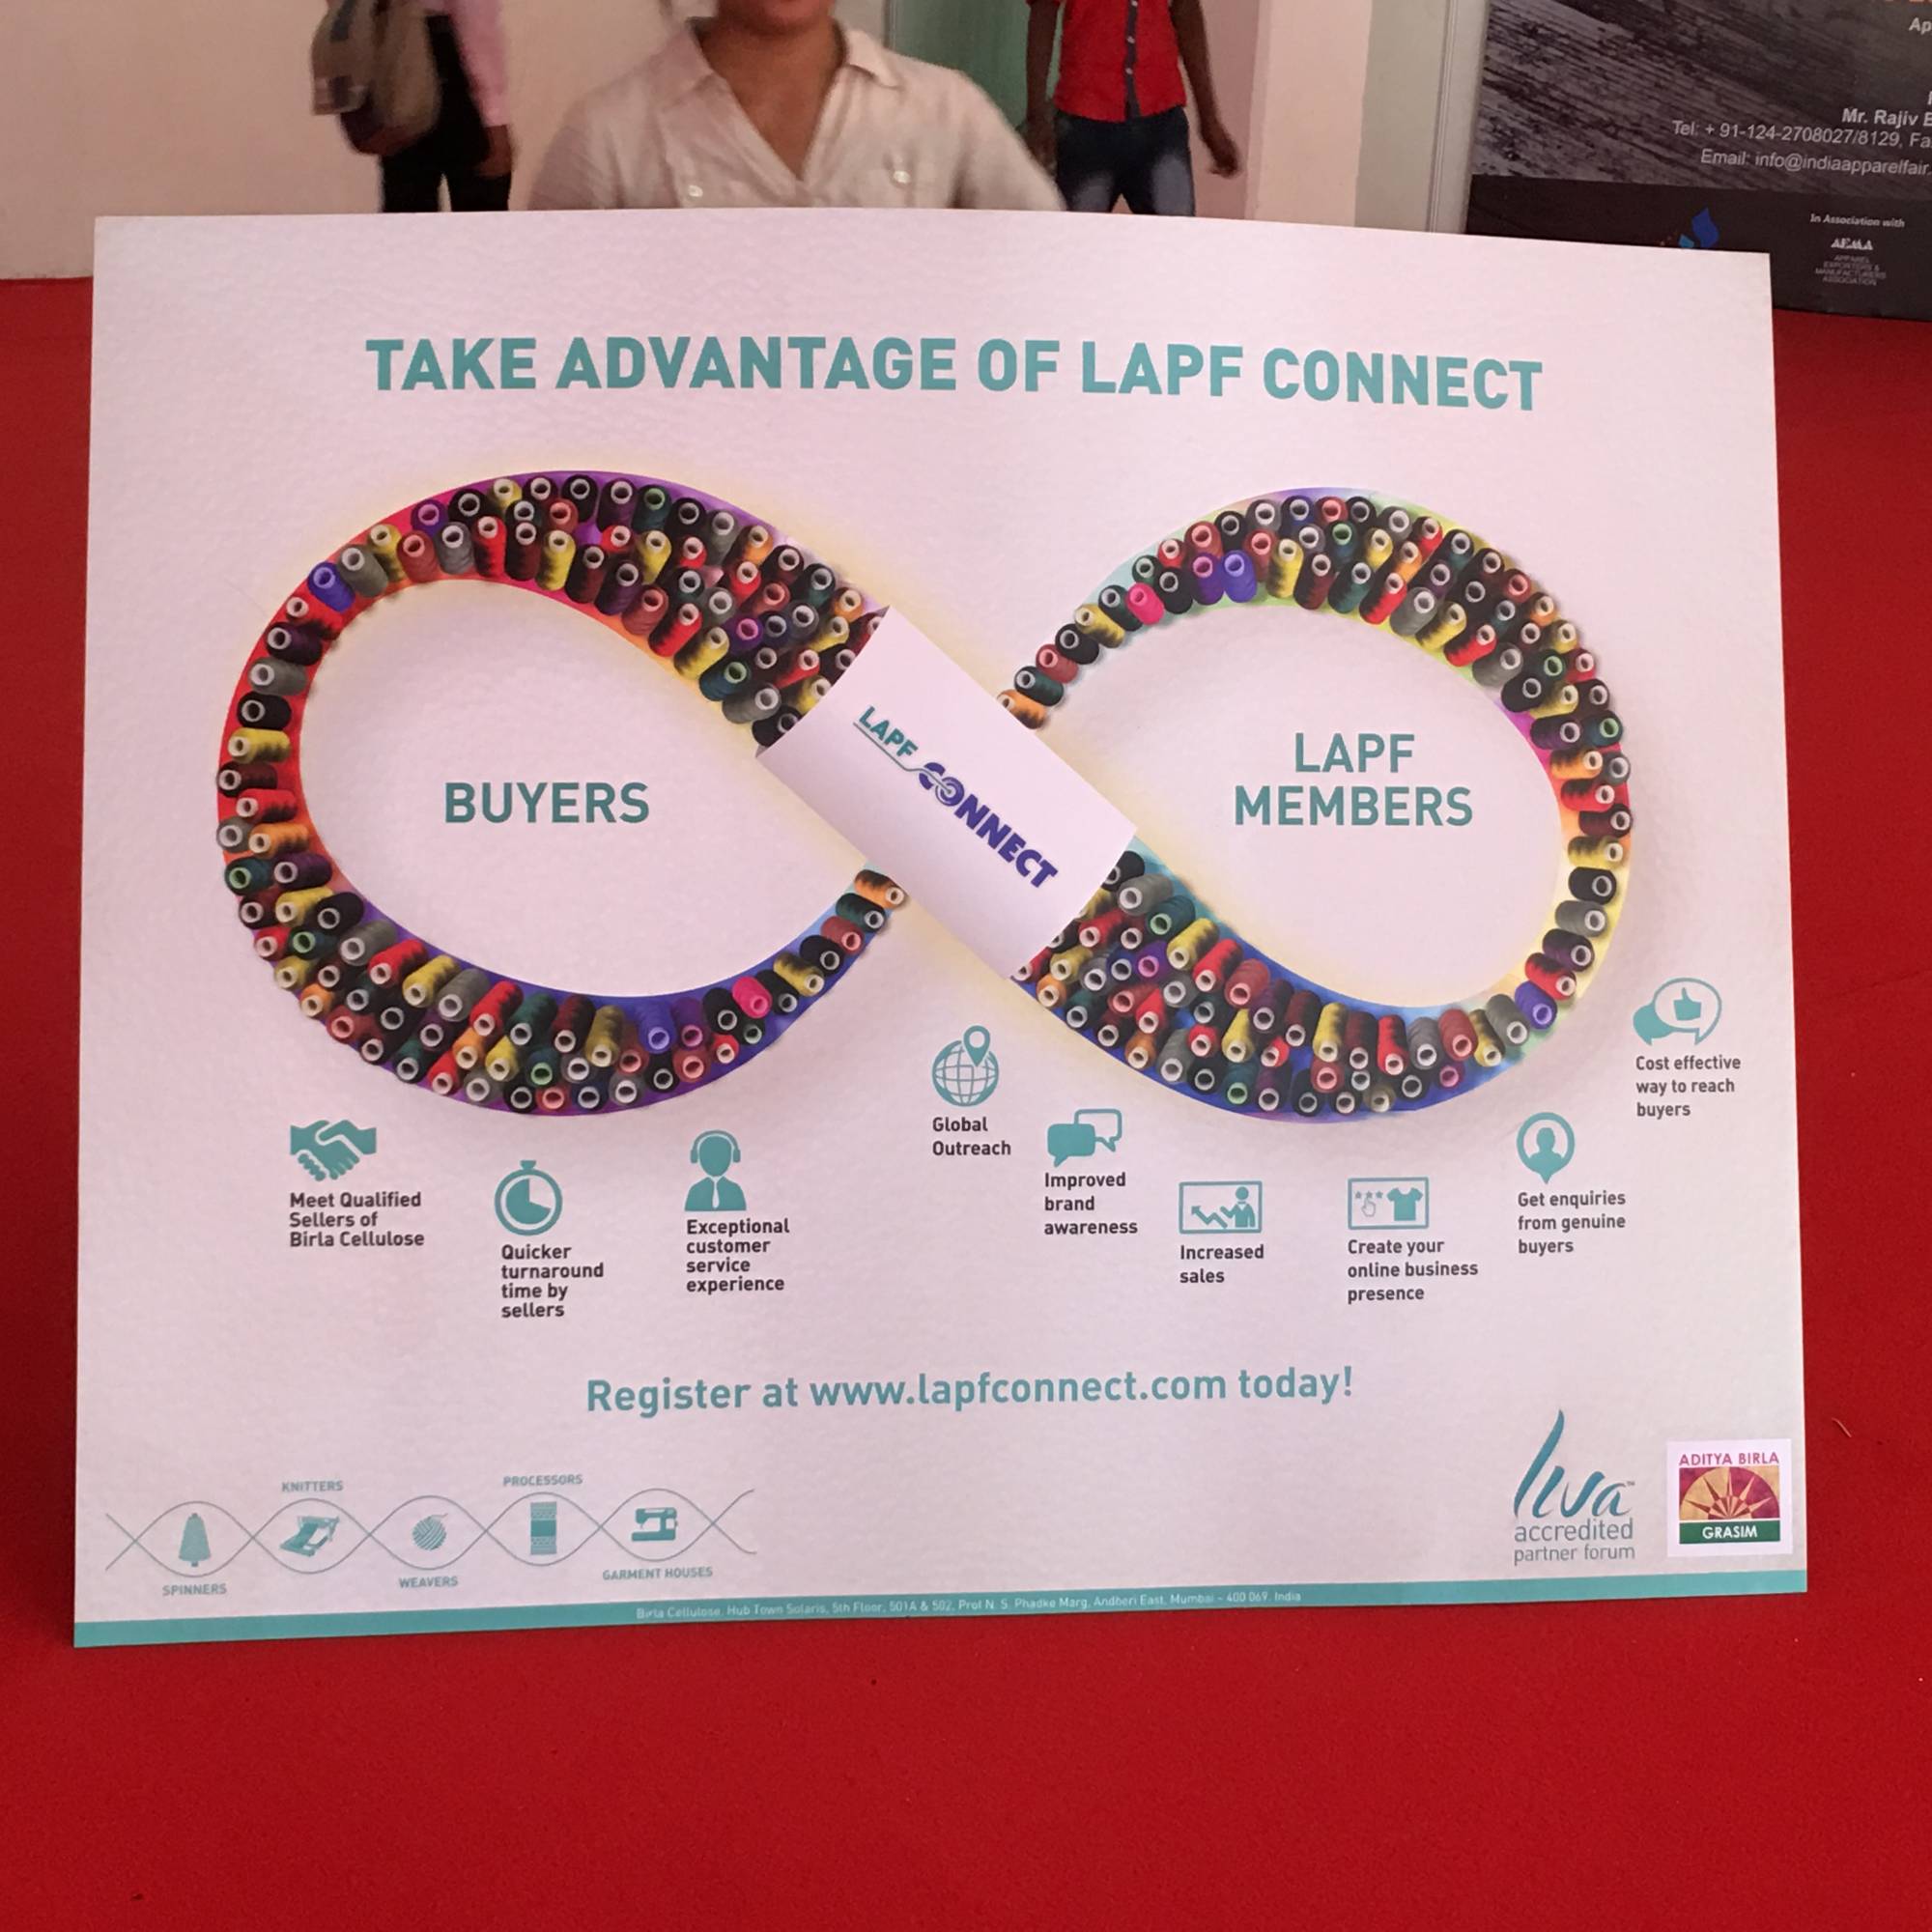 Ap
Mr. Rajiv
Tel: + 91-124-2708027/8129, Fa
Email: info@indiaapparelfair.
In Association with
AEMA
APPAREL
EXPORTERS &
MANUFACTURERS
ASSOCIATION
TAKE ADVANTAGE OF LAPF CONNECT
BUYERS
LAPF CONNECT
LAPF
MEMBERS
Meet Qualified
Sellers of
Birla Cellulose
Quicker
turnaround
time by
sellers
Exceptional
customer
service
experience
Global
Outreach
Improved
brand
awareness
Increased
sales
Create your
online business
presence
Get enquiries
from genuine
buyers
Cost effective
way to reach
buyers
Register at www.lapfconnect.com today!
SPINNERS
KNITTERS
WEAVERS
PROCESSORS
GARMENT HOUSES
Liva™
accredited
partner forum
ADITYA BIRLA
GRASIM
Birla Cellulose, Hub Town Solaris, 5th Floor, 501A & 502, Prof N. S. Phadke Marg, Andheri East, Mumbai - 400 069. India